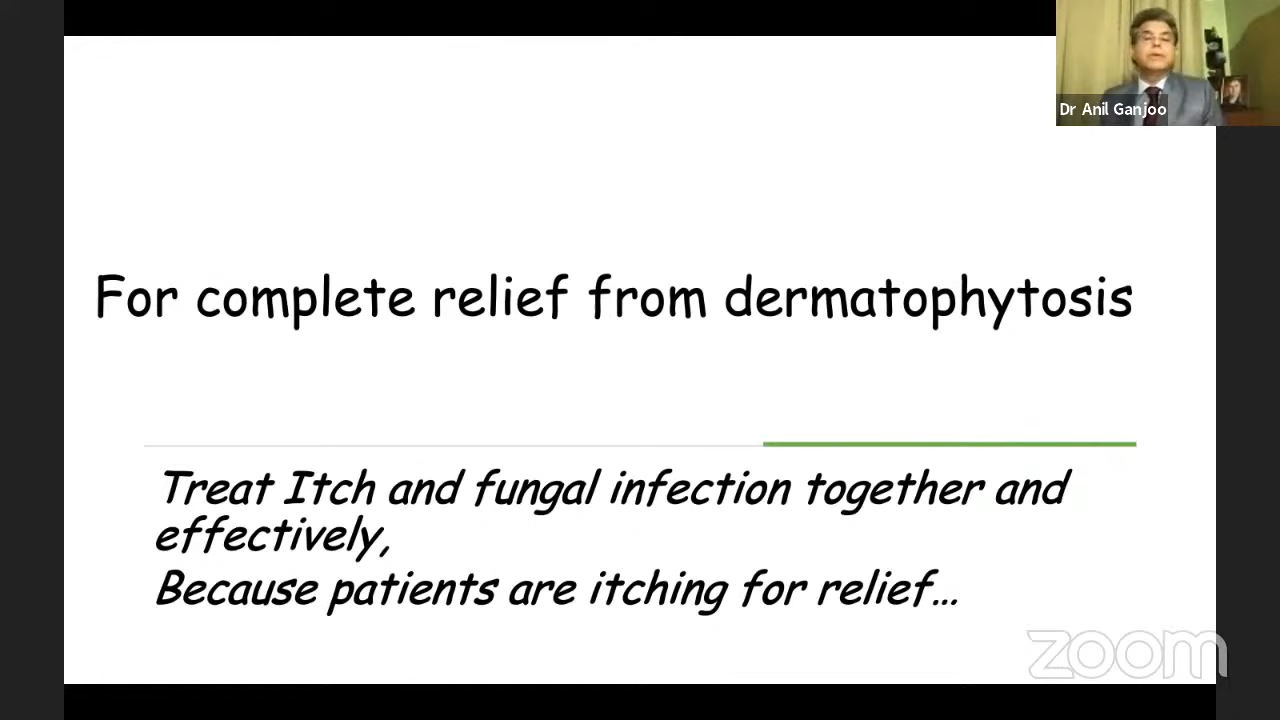 Dr Anil Ganjoo
For complete relief from dermatophytosis
Treat Itch and fungal infection together and
effectively,
Because patients are itching for relief...
zoom